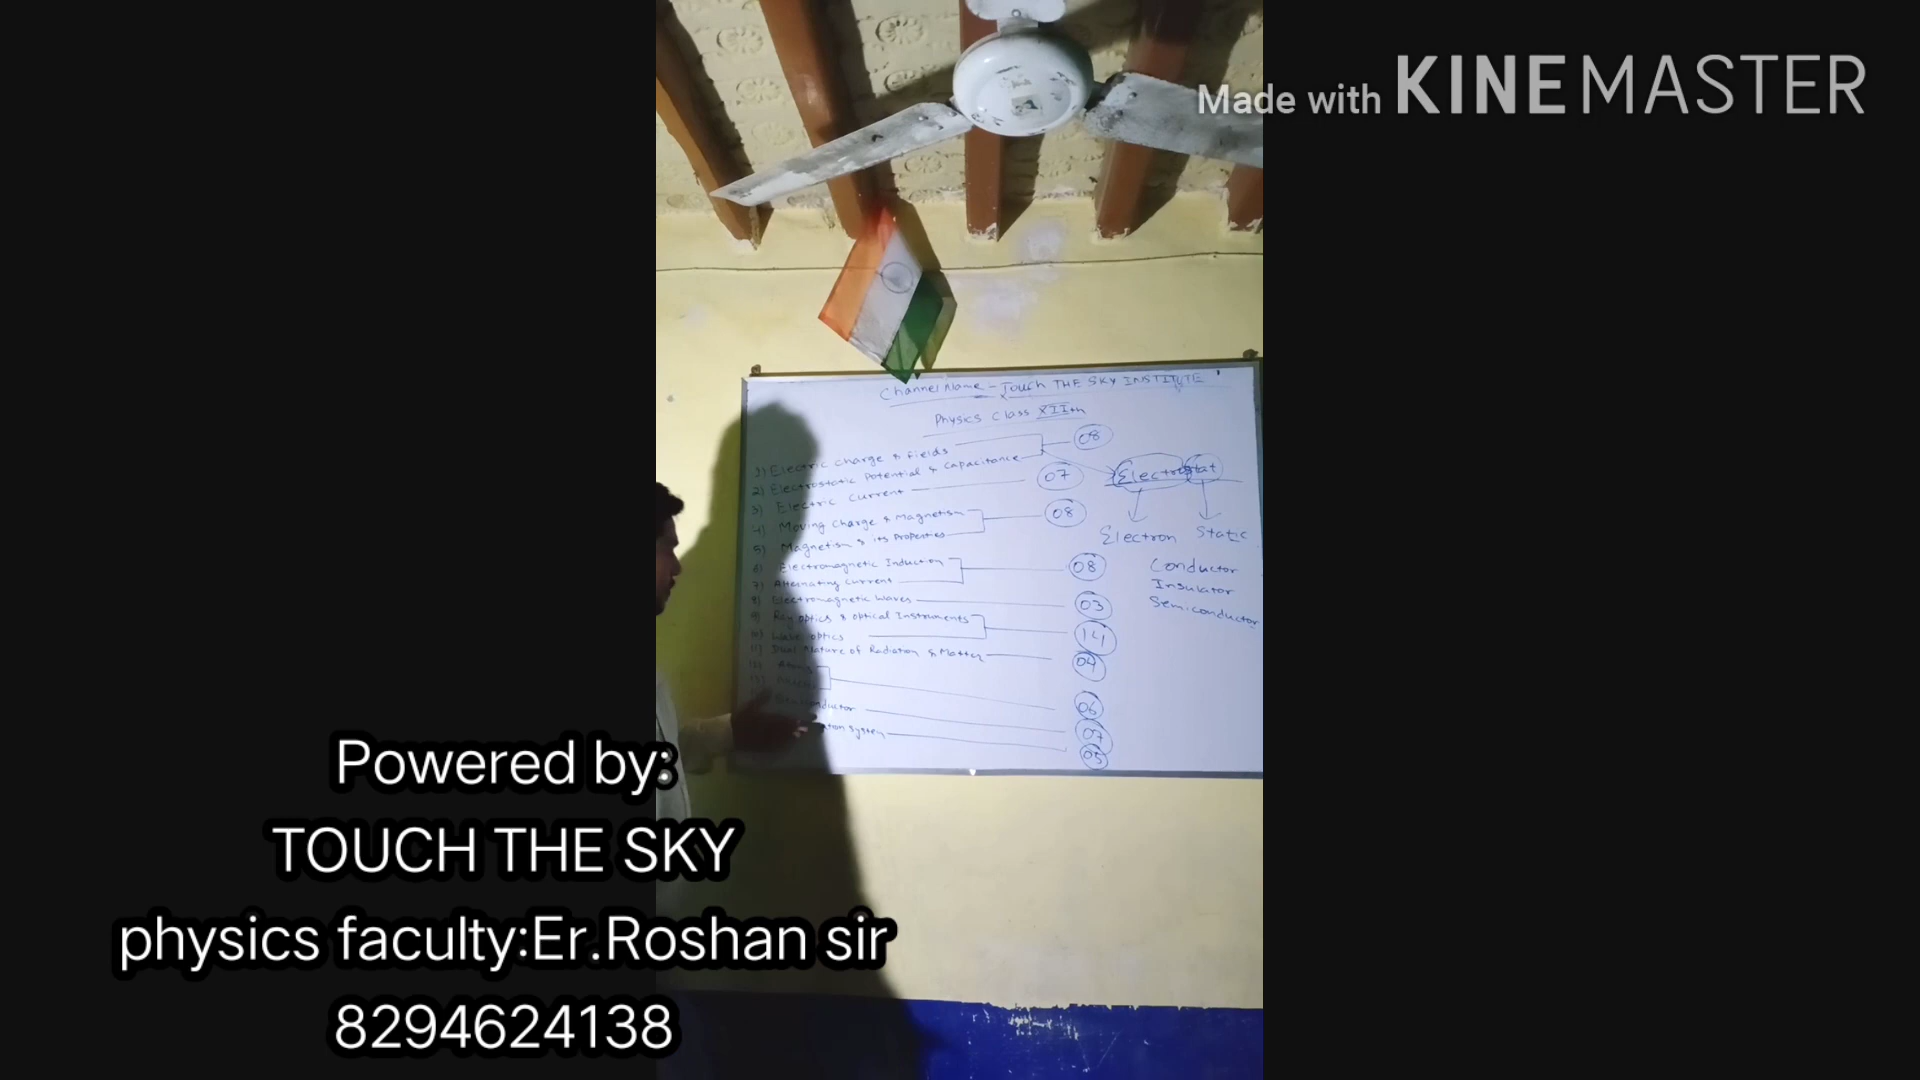 Made with KINEMASTER
Channel Name - Touch THE SKY INSTITUTE
Physics Class XIIth
1) Electric charge & fields
08
2) Electrostatic Potential & Capacitance
3) Electric Current
07
4) Moving Charge & Magnetism
08
5) Magnetism & its Properties
6) Electromagnetic Induction
08
7) Alternating Current
8) Electromagnetic Waves
03
9) Ray optics & optical Instruments
14
10) Wave optics
11) Dual Nature of Radiation & Matter
04
12) Atoms
13)
06
07
System
05
Electron Static
Conductor
Insulator
Semiconductor
Powered by:
TOUCH THE SKY
physics faculty:Er.Roshan sir
8294624138